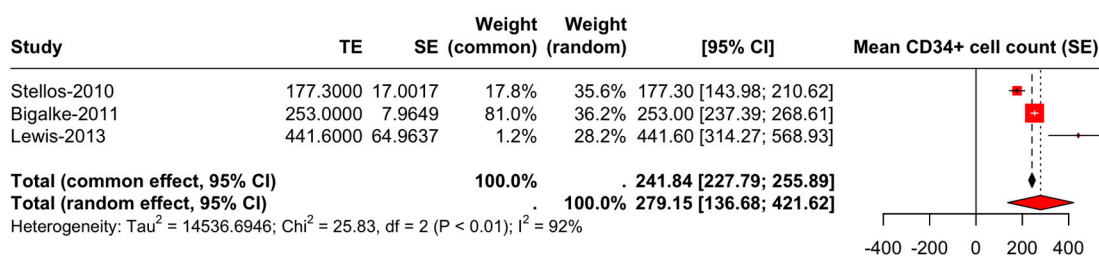 Weight Weight
Study TE SE (common) (random) [95% CI] Mean CD34+ cell count (SE)
Stellos-2010 177.3000 17.0017 17.8% 35.6% 177.30 [143.98; 210.62]
Bigalke-2011 253.0000 7.9649 81.0% 36.2% 253.00 [237.39; 268.61]
Lewis-2013 441.6000 64.9637 1.2% 28.2% 441.60 [314.27; 568.93]
Total (common effect, 95% CI) 100.0% . 241.84 [227.79; 255.89]
Total (random effect, 95% CI) . 100.0% 279.15 [136.68; 421.62]
Heterogeneity: Tau² = 14536.6946; Chi² = 25.83, df = 2 (P < 0.01); I² = 92%
-400 -200 0 200 400